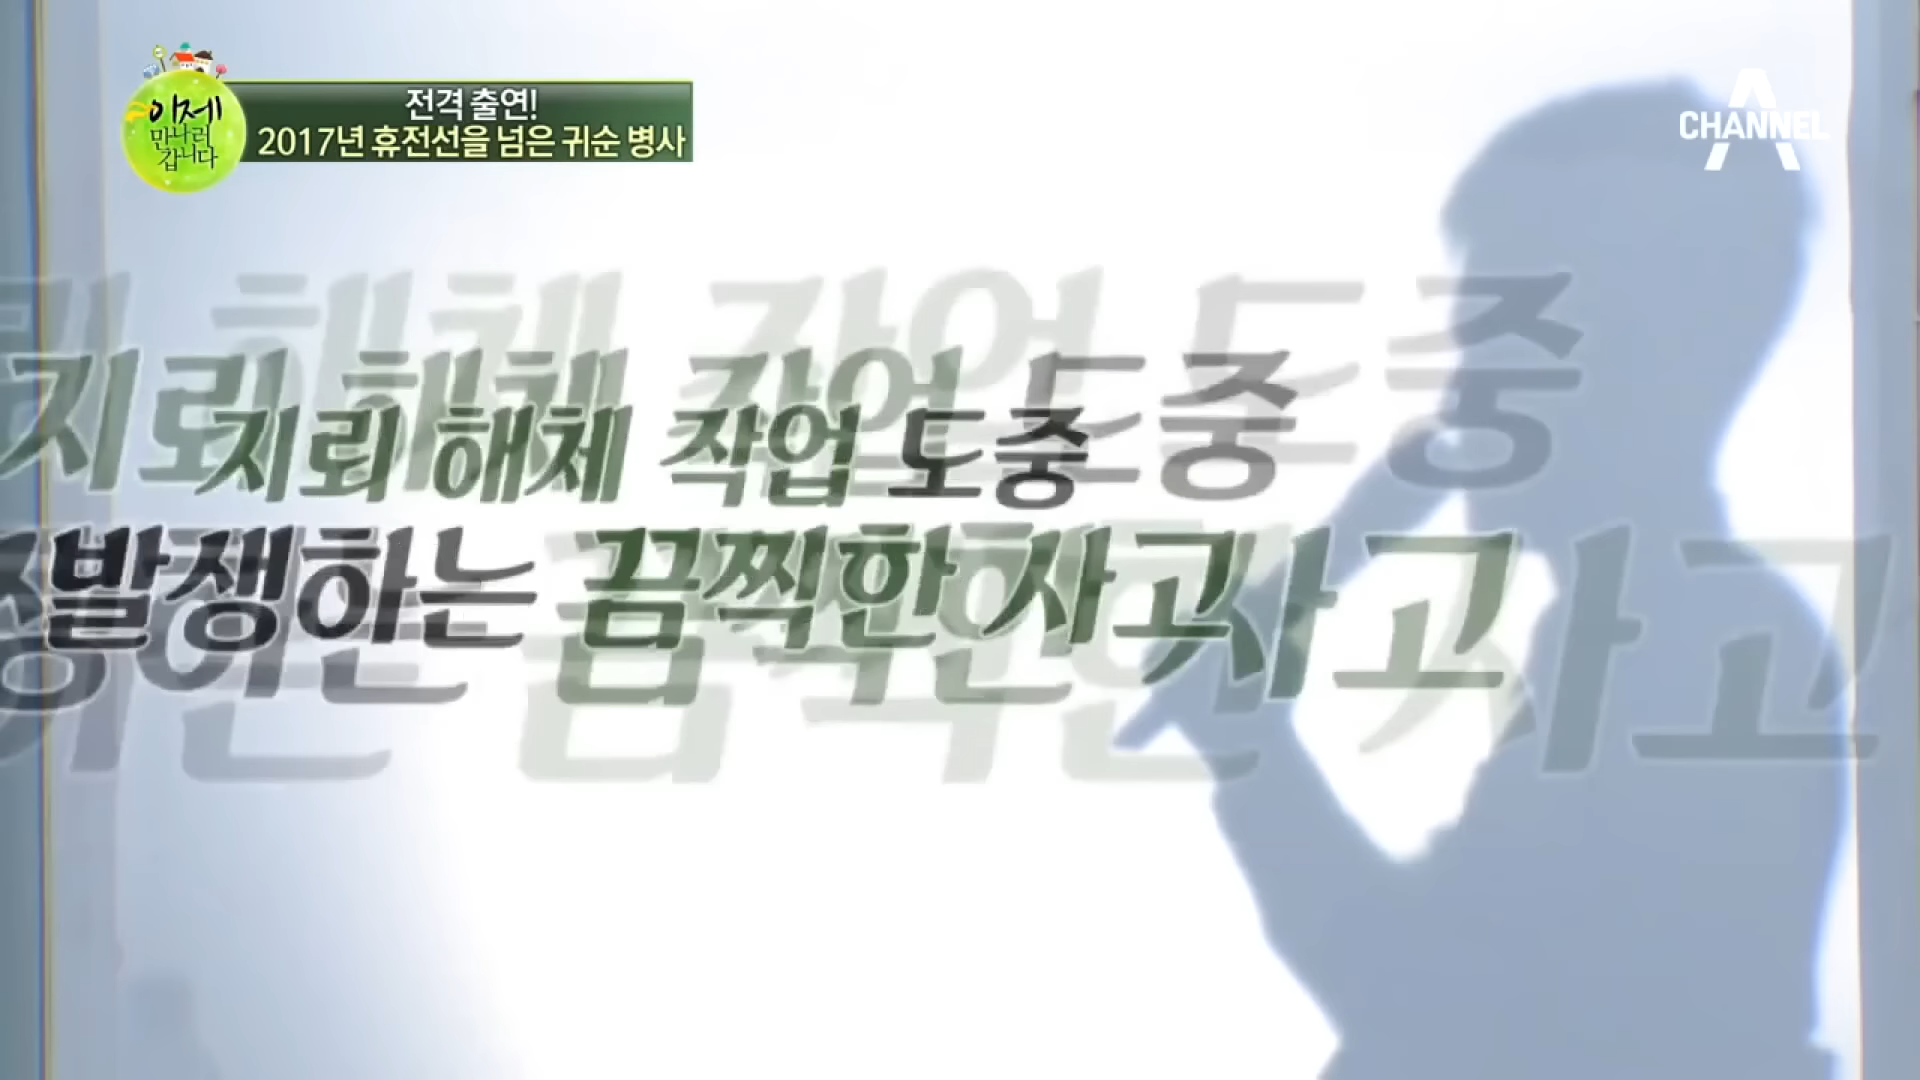 이제
만나러
갑니다
전격 출연!
2017년 휴전선을 넘은 귀순 병사
CHANNEL A
지뢰 해체 작업 도중
발생하는 끔찍한 사고